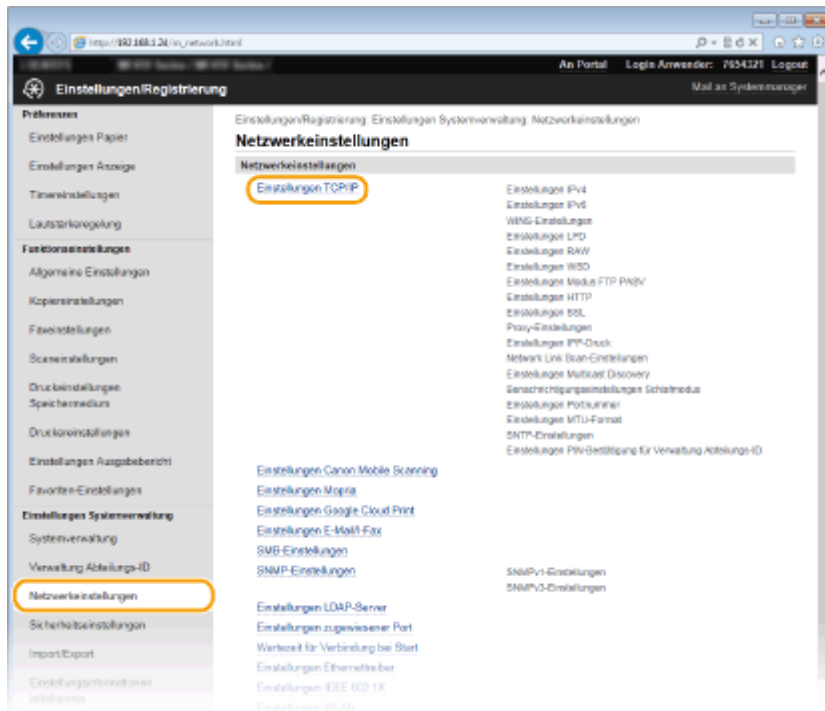 http://192.168.1.24/m_network.html
An Portal Login Anwender: 7654321 Logout
Einstellungen/Registrierung
Mail an Systemmanager
Präferenzen
Einstellungen Papier
Einstellungen Anzeige
Timereinstellungen
Lautstärkeregelung
Funktionseinstellungen
Allgemeine Einstellungen
Kopiereinstellungen
Faxeinstellungen
Scaneinstellungen
Druckeinstellungen
Speichermedium
Druckereinstellungen
Einstellungen Ausgabebericht
Favoriten-Einstellungen
Einstellungen Systemverwaltung
Systemverwaltung
Verwaltung Abteilungs-ID
Netzwerkeinstellungen
Sicherheitseinstellungen
Import/Export
Einstellungsinformationen
initialisieren
Einstellungen/Registrierung: Einstellungen Systemverwaltung: Netzwerkeinstellungen
Netzwerkeinstellungen
Netzwerkeinstellungen
Einstellungen TCP/IP
Einstellungen IPv4
Einstellungen IPv6
WINS-Einstellungen
Einstellungen LPD
Einstellungen RAW
Einstellungen WSD
Einstellungen Modus FTP PASV
Einstellungen HTTP
Einstellungen SSL
Proxy-Einstellungen
Einstellungen IPP-Druck
Network Link Scan-Einstellungen
Einstellungen Multicast Discovery
Benachrichtigungseinstellungen Schlafmodus
Einstellungen Portnummer
Einstellungen MTU-Format
SNTP-Einstellungen
Einstellungen PIN-Bestätigung für Verwaltung Abteilungs-ID
Einstellungen Canon Mobile Scanning
Einstellungen Mopria
Einstellungen Google Cloud Print
Einstellungen E-Mail/I-Fax
SMB-Einstellungen
SNMP-Einstellungen
SNMPv1-Einstellungen
SNMPv3-Einstellungen
Einstellungen LDAP-Server
Einstellungen zugewiesener Port
Wartezeit für Verbindung bei Start
Einstellungen Ethernettreiber
Einstellungen IEEE 802.1X
Einstellungen WLAN